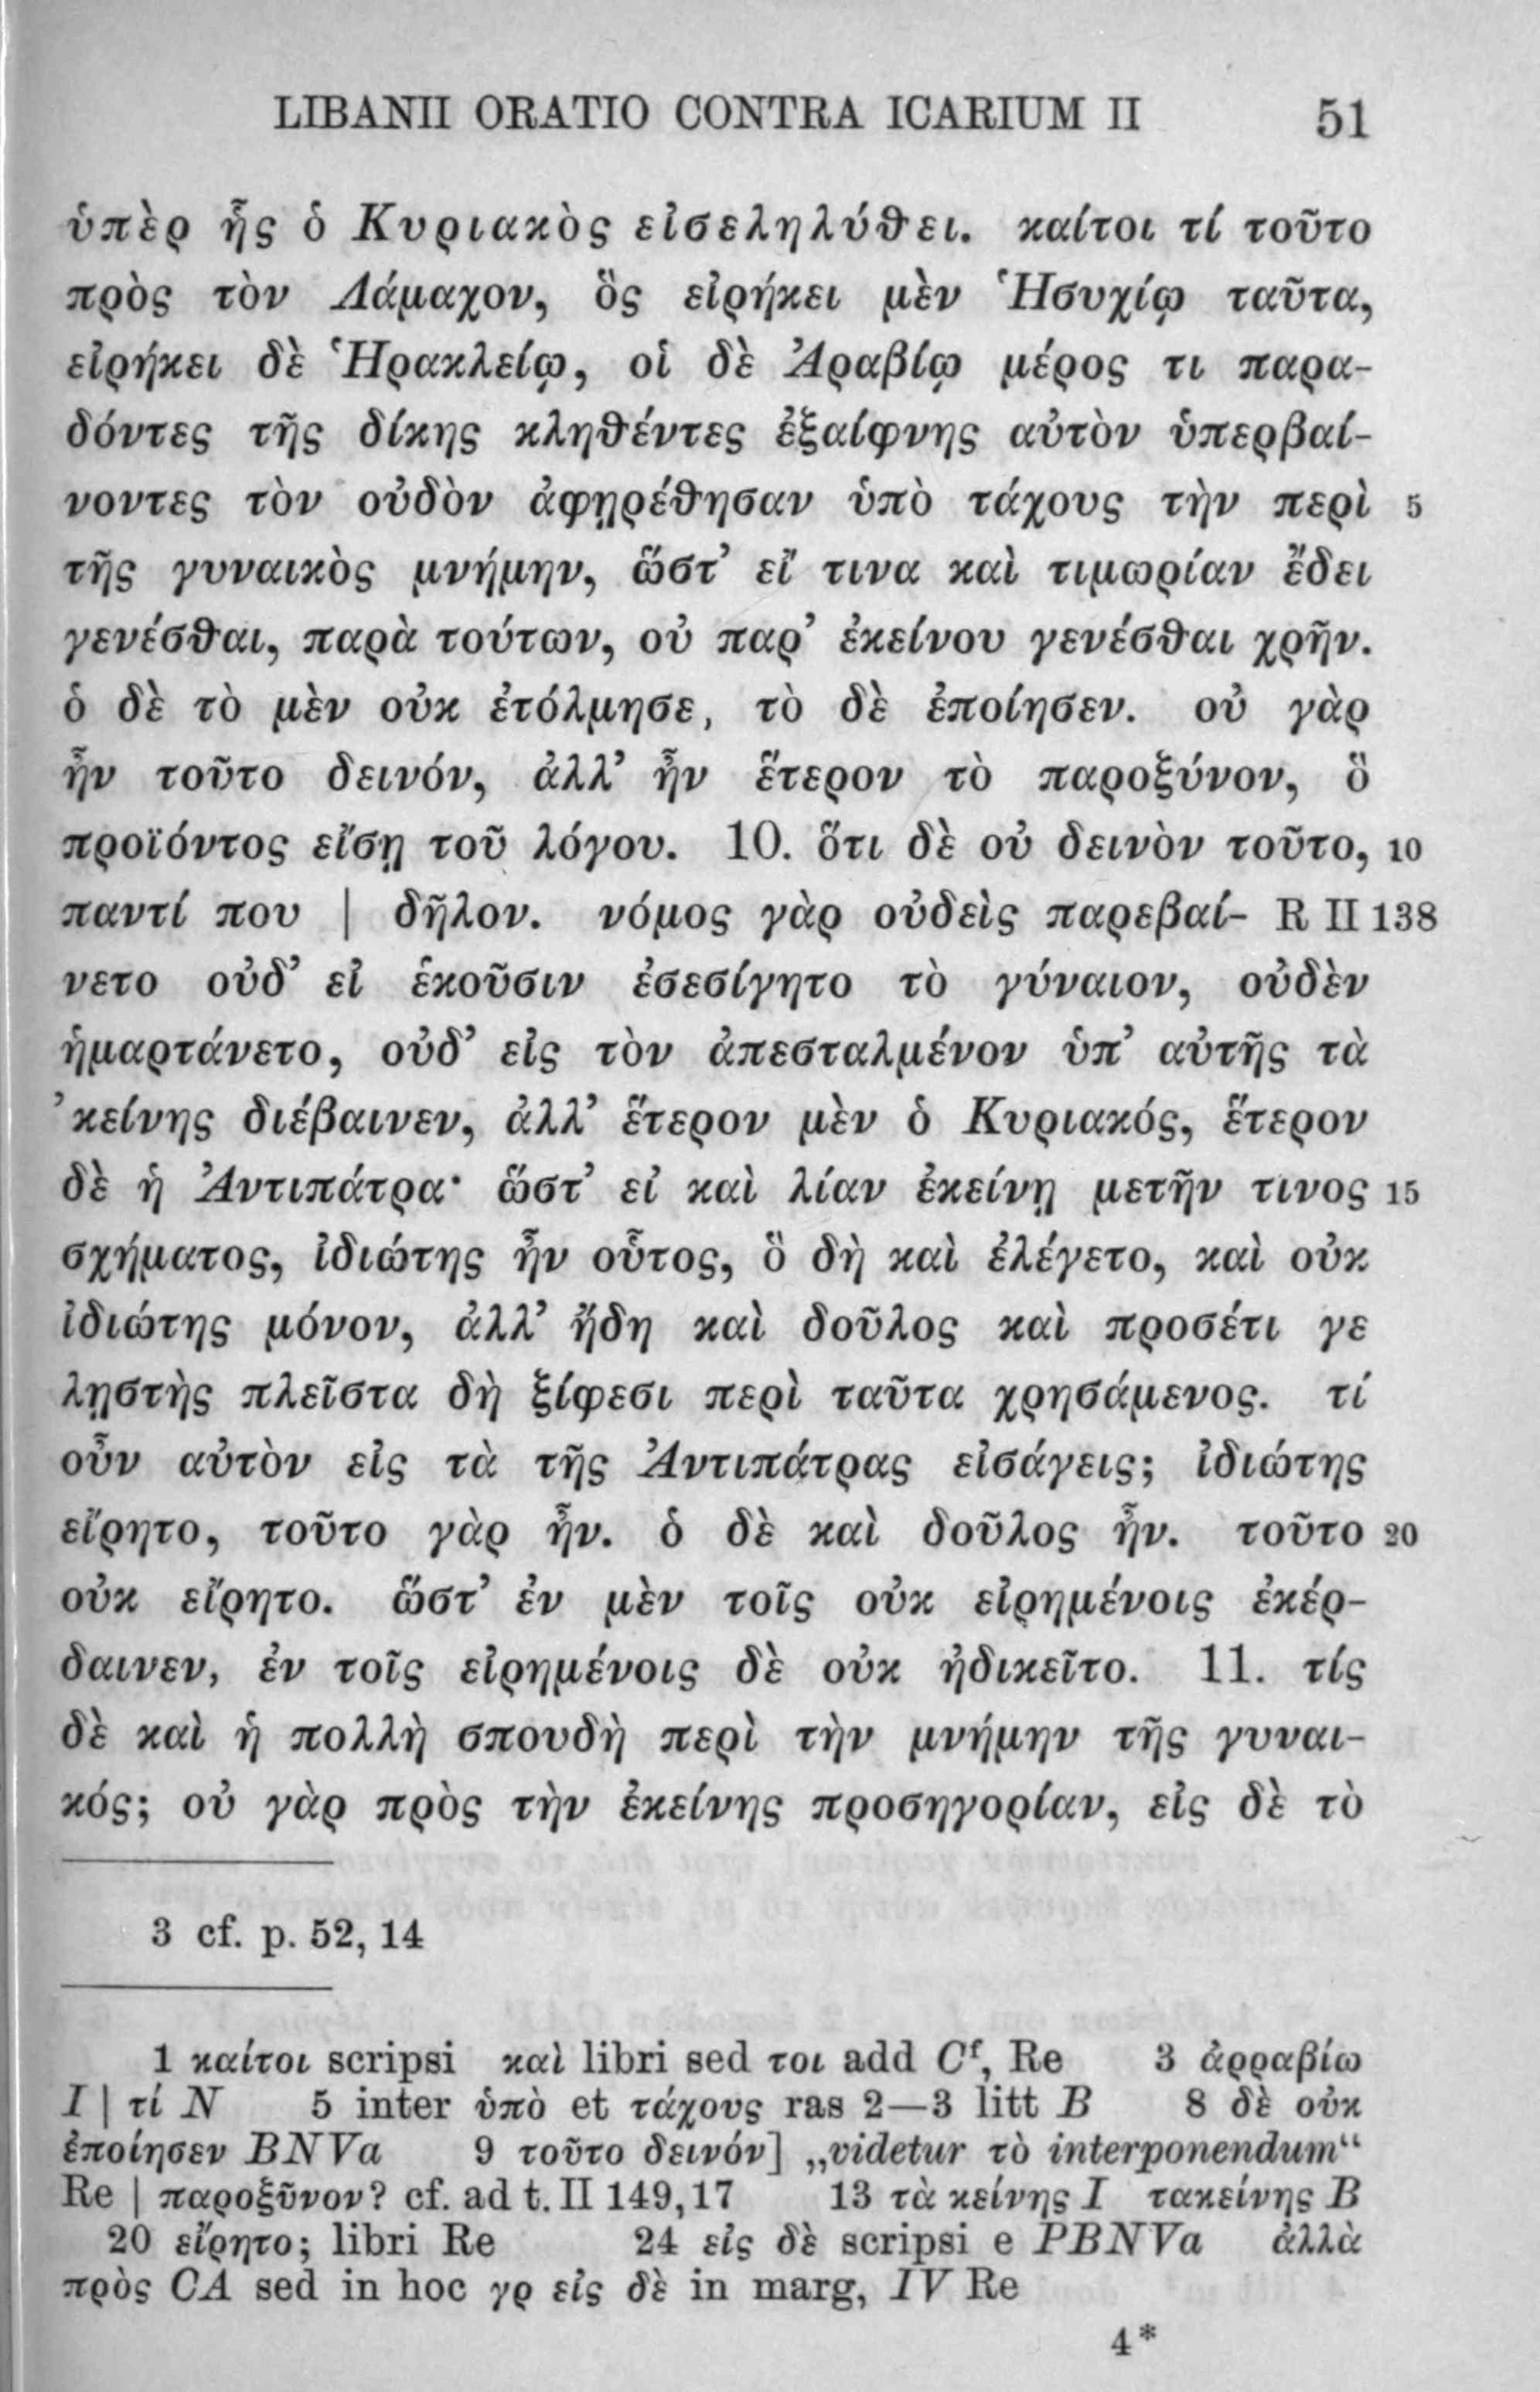 LIBANII ORATIO CONTRA ICARIUM II 51
ὑπὲρ ἧς ὁ Κυριακὸς εἰσεληλύθει. καίτοι τί τοῦτο
πρὸς τὸν Λάμαχον, ὃς εἰρήκει μὲν Ἡσυχίῳ ταῦτα,
εἰρήκει δὲ Ἡρακλείῳ, οἱ δὲ Ἀραβίῳ μέρος τι παρα-
δόντες τῆς δίκης κληθέντες ἐξαίφνης αὐτὸν ὑπερβαί-
νοντες τὸν οὐδὸν ἀφῃρέθησαν ὑπὸ τάχους τὴν περὶ 5
τῆς γυναικὸς μνήμην, ὥστ’ εἴ τινα καὶ τιμωρίαν ἔδει
γενέσθαι, παρὰ τούτων, οὐ παρ’ ἐκείνου γενέσθαι χρῆν.
ὁ δὲ τὸ μὲν οὐκ ἐτόλμησε, τὸ δὲ ἐποίησεν. οὐ γὰρ
ἦν τοῦτο δεινόν, ἀλλ’ ἦν ἕτερον τὸ παροξύνον, ὃ
προϊόντος εἴσῃ τοῦ λόγου. 10. ὅτι δὲ οὐ δεινὸν τοῦτο, 10
παντί που | δῆλον. νόμος γὰρ οὐδεὶς παρεβαί- R II 138
νετο οὐδ’ εἰ ἑκοῦσιν ἐσεσίγητο τὸ γύναιον, οὐδὲν
ἡμαρτάνετο, οὐδ’ εἰς τὸν ἀπεσταλμένον ὑπ’ αὐτῆς τὰ
’κείνης διέβαινεν, ἀλλ’ ἕτερον μὲν ὁ Κυριακός, ἕτερον
δὲ ἡ Ἀντιπάτρα· ὥστ’ εἰ καὶ λίαν ἐκείνῃ μετῆν τινος 15
σχήματος, ἰδιώτης ἦν οὗτος, ὃ δὴ καὶ ἐλέγετο, καὶ οὐκ
ἰδιώτης μόνον, ἀλλ’ ἤδη καὶ δοῦλος καὶ προσέτι γε
λῃστὴς πλεῖστα δὴ ξίφεσι περὶ ταῦτα χρησάμενος. τί
οὖν αὐτὸν εἰς τὰ τῆς Ἀντιπάτρας εἰσάγεις; ἰδιώτης
εἴρητο, τοῦτο γὰρ ἦν. ὁ δὲ καὶ δοῦλος ἦν. τοῦτο 20
οὐκ εἴρητο. ὥστ’ ἐν μὲν τοῖς οὐκ εἰρημένοις ἐκέρ-
δαινεν, ἐν τοῖς εἰρημένοις δὲ οὐκ ἠδικεῖτο. 11. τίς
δὲ καὶ ἡ πολλὴ σπουδὴ περὶ τὴν μνήμην τῆς γυναι-
κός; οὐ γὰρ πρὸς τὴν ἐκείνης προσηγορίαν, εἰς δὲ τὸ
3 cf. p. 52, 14
1 καίτοι scripsi καὶ libri sed τοι add Cᶠ, Re 3 ἀρραβίω
I | τί N 5 inter ὑπὸ et τάχους ras 2—3 litt B 8 δὲ οὐκ
ἐποίησεν BNVa 9 τοῦτο δεινόν] „videtur τὸ interponendum“
Re | παροξῦνον? cf. ad t. II 149,17 13 τὰ κείνης I τακείνης B
20 εἴρητο; libri Re 24 εἰς δὲ scripsi e PBNVa ἀλλὰ
πρὸς CA sed in hoc γρ εἰς δὲ in marg, IV Re
4*